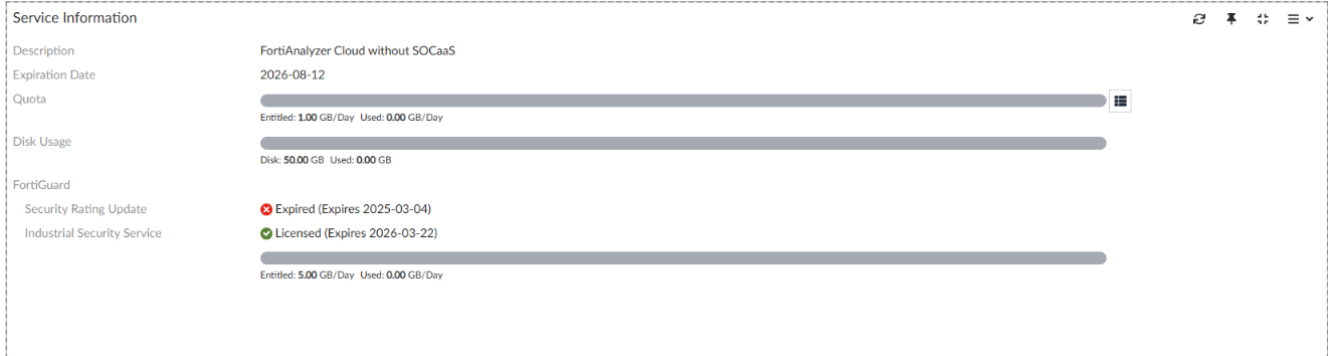 Service Information
Description FortiAnalyzer Cloud without SOCaaS
Expiration Date 2026-08-12
Quota
Entitled: 1.00 GB/Day Used: 0.00 GB/Day
Disk Usage
Disk: 50.00 GB Used: 0.00 GB
FortiGuard
Security Rating Update Expired (Expires 2025-03-04)
Industrial Security Service Licensed (Expires 2026-03-22)
Entitled: 5.00 GB/Day Used: 0.00 GB/Day